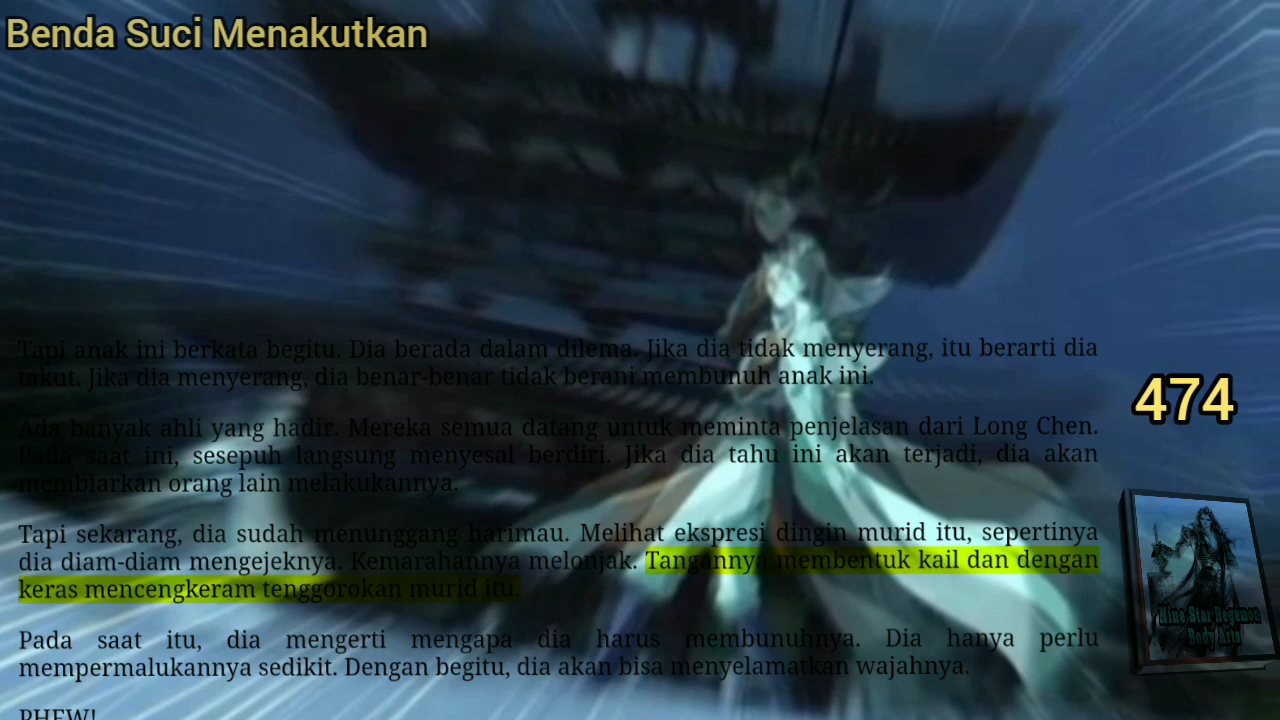 Benda Suci Menakutkan
Tapi anak ini berkata begitu. Dia berada dalam dilema. Jika dia tidak menyerang, itu berarti dia
takut. Jika dia menyerang, dia benar-benar tidak berani membunuh anak ini.
Ada banyak ahli yang hadir. Mereka semua datang untuk meminta penjelasan dari Long Chen.
Pada saat ini, sesepuh langsung menyesal berdiri. Jika dia tahu ini akan terjadi, dia akan
membiarkan orang lain melakukannya.
474
Tapi sekarang, dia sudah menunggang harimau. Melihat ekspresi dingin murid itu, sepertinya
dia diam-diam mengejeknya. Kemarahannya melonjak. Tangannya membentuk kail dan dengan
keras mencengkeram tenggorokan murid itu.
Pada saat itu, dia mengerti mengapa dia harus membunuhnya. Dia hanya perlu
mempermalukannya sedikit. Dengan begitu, dia akan bisa menyelamatkan wajahnya.
PHEW!
Nine Star Hegemon
Body Arts